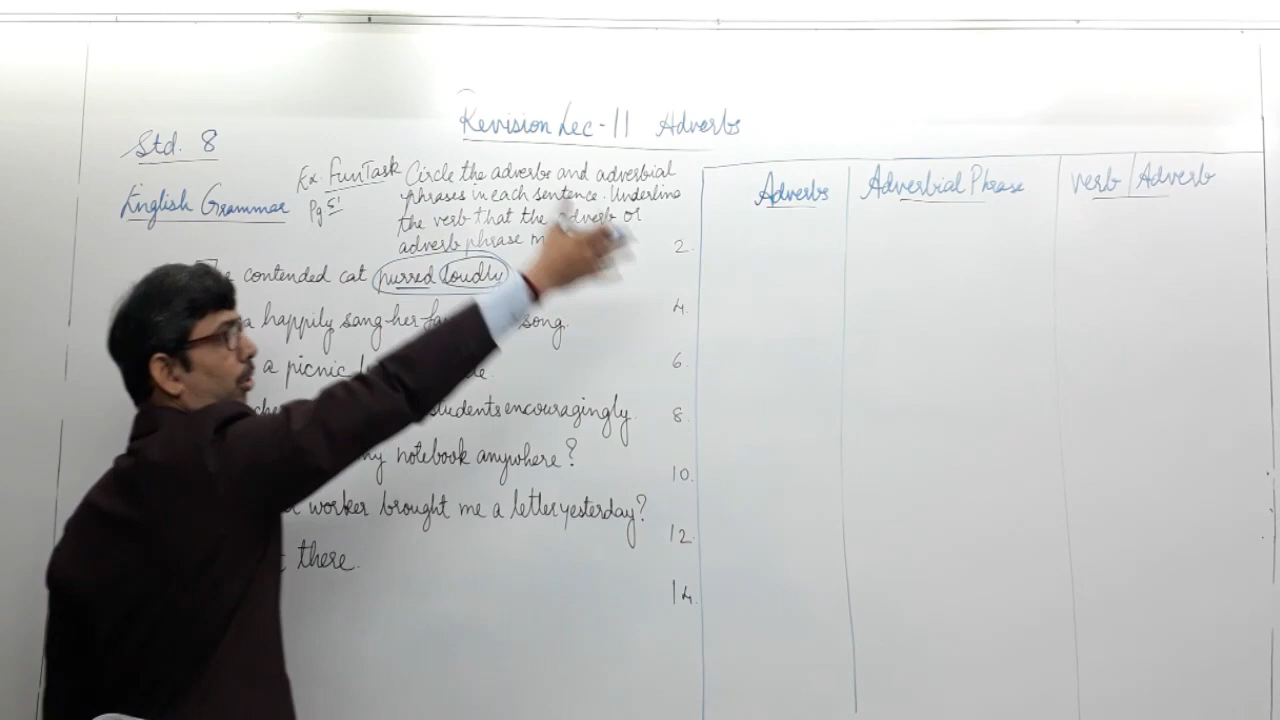 Revision Lec-11 Adverbs
Std. 8
English Grammar
Ex. Fun Task Circle the adverbs and adverbial
Pg 51 phrases in each sentence. Underline
the verb that the adverb or
adverb phrase
contended cat purred loudly
happily sang her song.
a picnic
students encouragingly.
my notebook anywhere?
worker brought me a letter yesterday?
there.
Adverbs Adverbial Phrase Verb | Adverb
2.
4.
6.
8.
10.
12.
14.